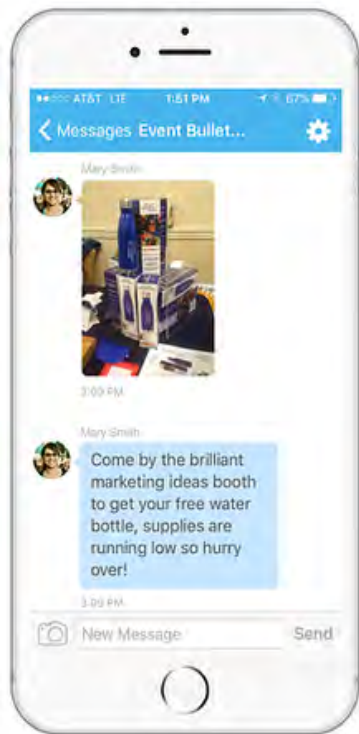 AT&T LTE 1:51 PM 67%
Messages Event Bullet...
Mary Smith
3:09 PM
Mary Smith
Come by the brilliant
marketing ideas booth
to get your free water
bottle, supplies are
running low so hurry
over!
3:09 PM
New Message Send